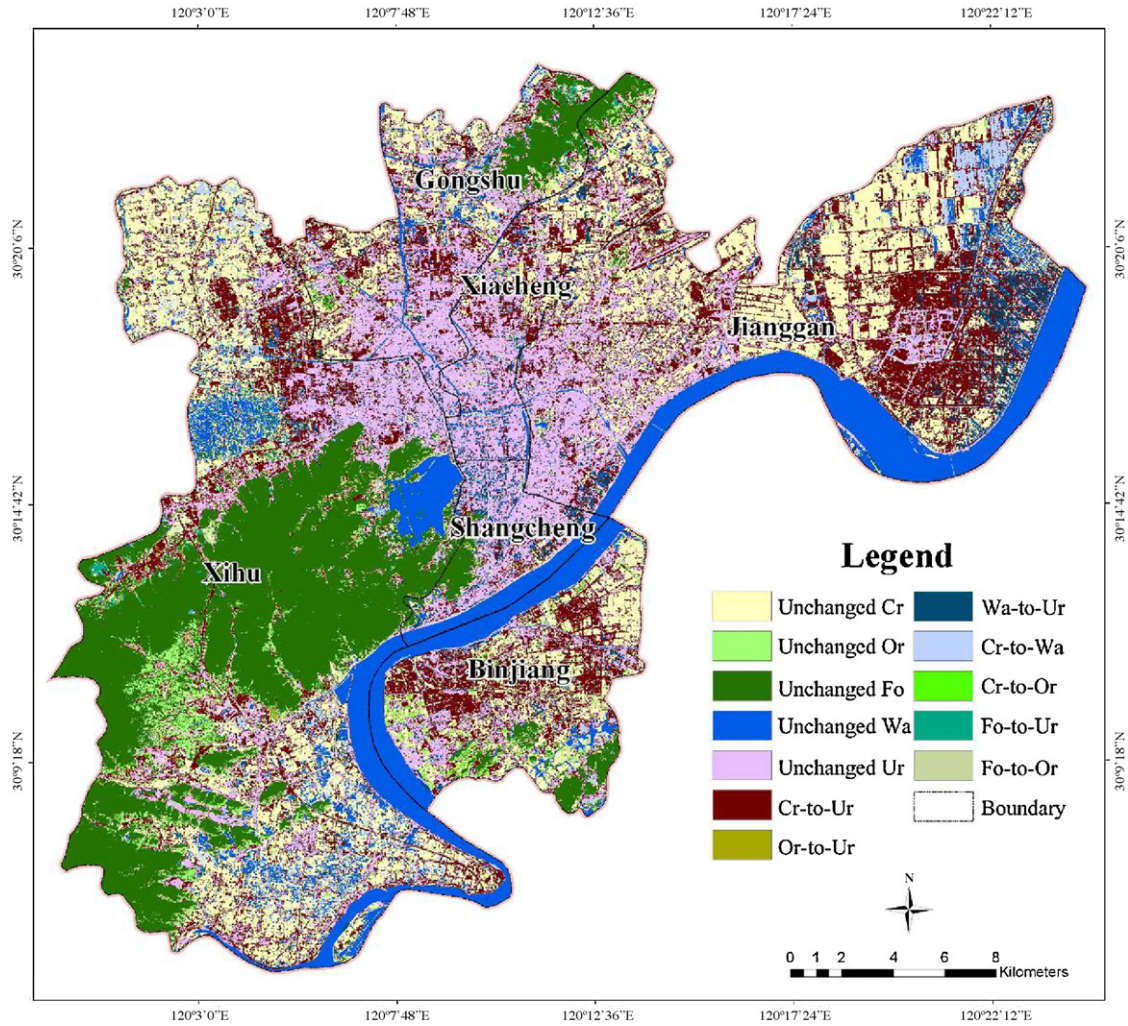 120°3′0″E 120°7′48″E 120°12′36″E 120°17′24″E 120°22′12″E
Gongshu
30°20′6″N 30°20′6″N
Xiacheng
Jianggan
30°14′42″N 30°14′42″N
Shangcheng
Xihu
Binjiang
30°9′18″N 30°9′18″N
Legend
Unchanged Cr Wa-to-Ur
Unchanged Or Cr-to-Wa
Unchanged Fo Cr-to-Or
Unchanged Wa Fo-to-Ur
Unchanged Ur Fo-to-Or
Cr-to-Ur Boundary
Or-to-Ur
N
0 1 2 4 6 8
Kilometers
120°3′0″E 120°7′48″E 120°12′36″E 120°17′24″E 120°22′12″E